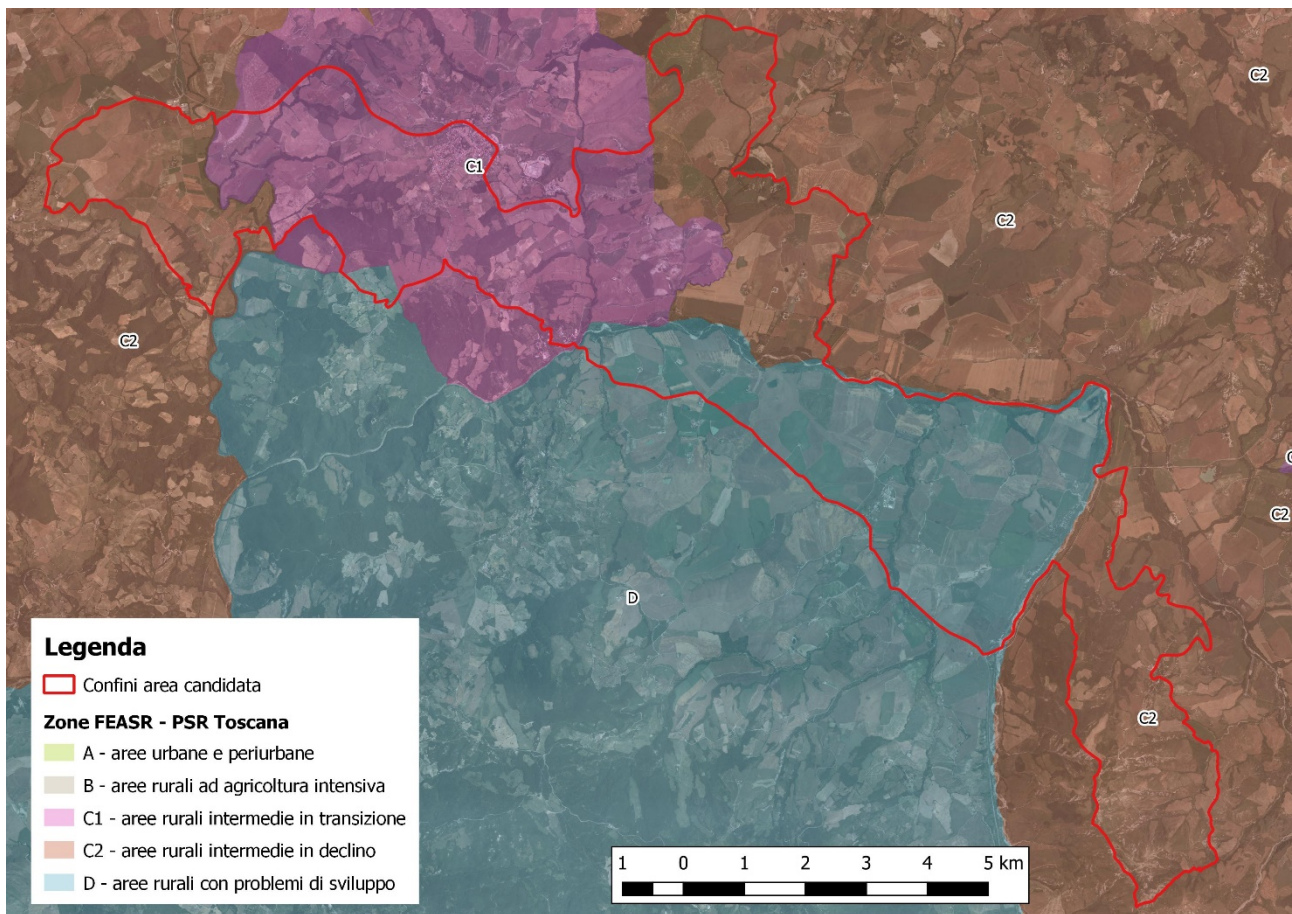 C2
C1
C2
C2
C2
D
C2
Legenda
Confini area candidata
Zone FEASR - PSR Toscana
A - aree urbane e periurbane
B - aree rurali ad agricoltura intensiva
C1 - aree rurali intermedie in transizione
C2 - aree rurali intermedie in declino
D - aree rurali con problemi di sviluppo
1 0 1 2 3 4 5 km